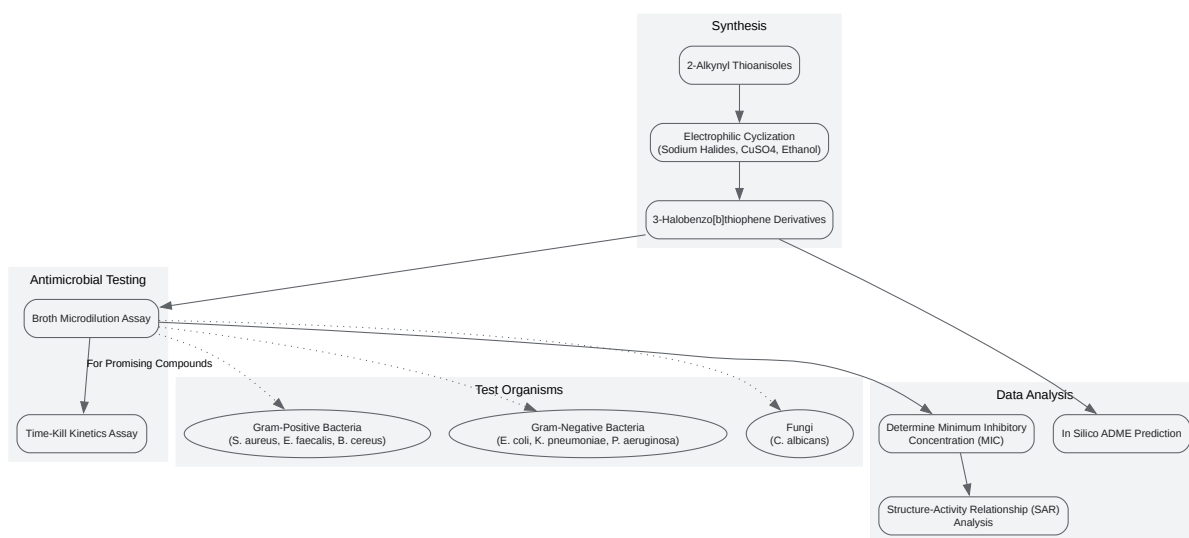 Synthesis
2-Alkynyl Thioanisoles
Electrophilic Cyclization
(Sodium Halides, CuSO4, Ethanol)
3-Halobenzo[b]thiophene Derivatives
Antimicrobial Testing
Broth Microdilution Assay
For Promising Compounds
Time-Kill Kinetics Assay
Test Organisms
Gram-Positive Bacteria
(S. aureus, E. faecalis, B. cereus)
Gram-Negative Bacteria
(E. coli, K. pneumoniae, P. aeruginosa)
Fungi
(C. albicans)
Data Analysis
Determine Minimum Inhibitory
Concentration (MIC)
In Silico ADME Prediction
Structure-Activity Relationship (SAR)
Analysis